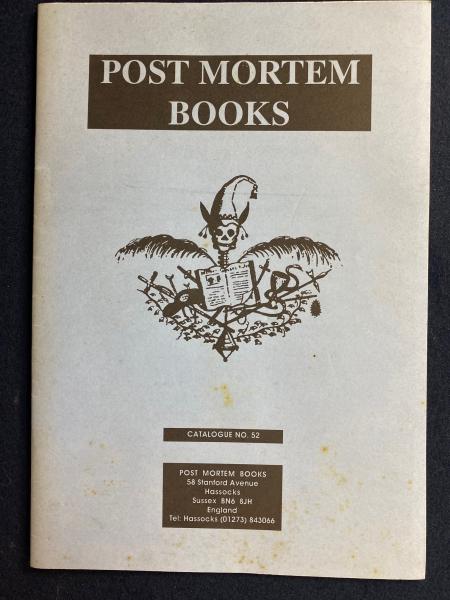 POST MORTEM
BOOKS
CATALOGUE NO. 52
POST MORTEM BOOKS
58 Stanford Avenue
Hassocks
Sussex BN6 8JH
England
Tel: Hassocks (01273) 843066